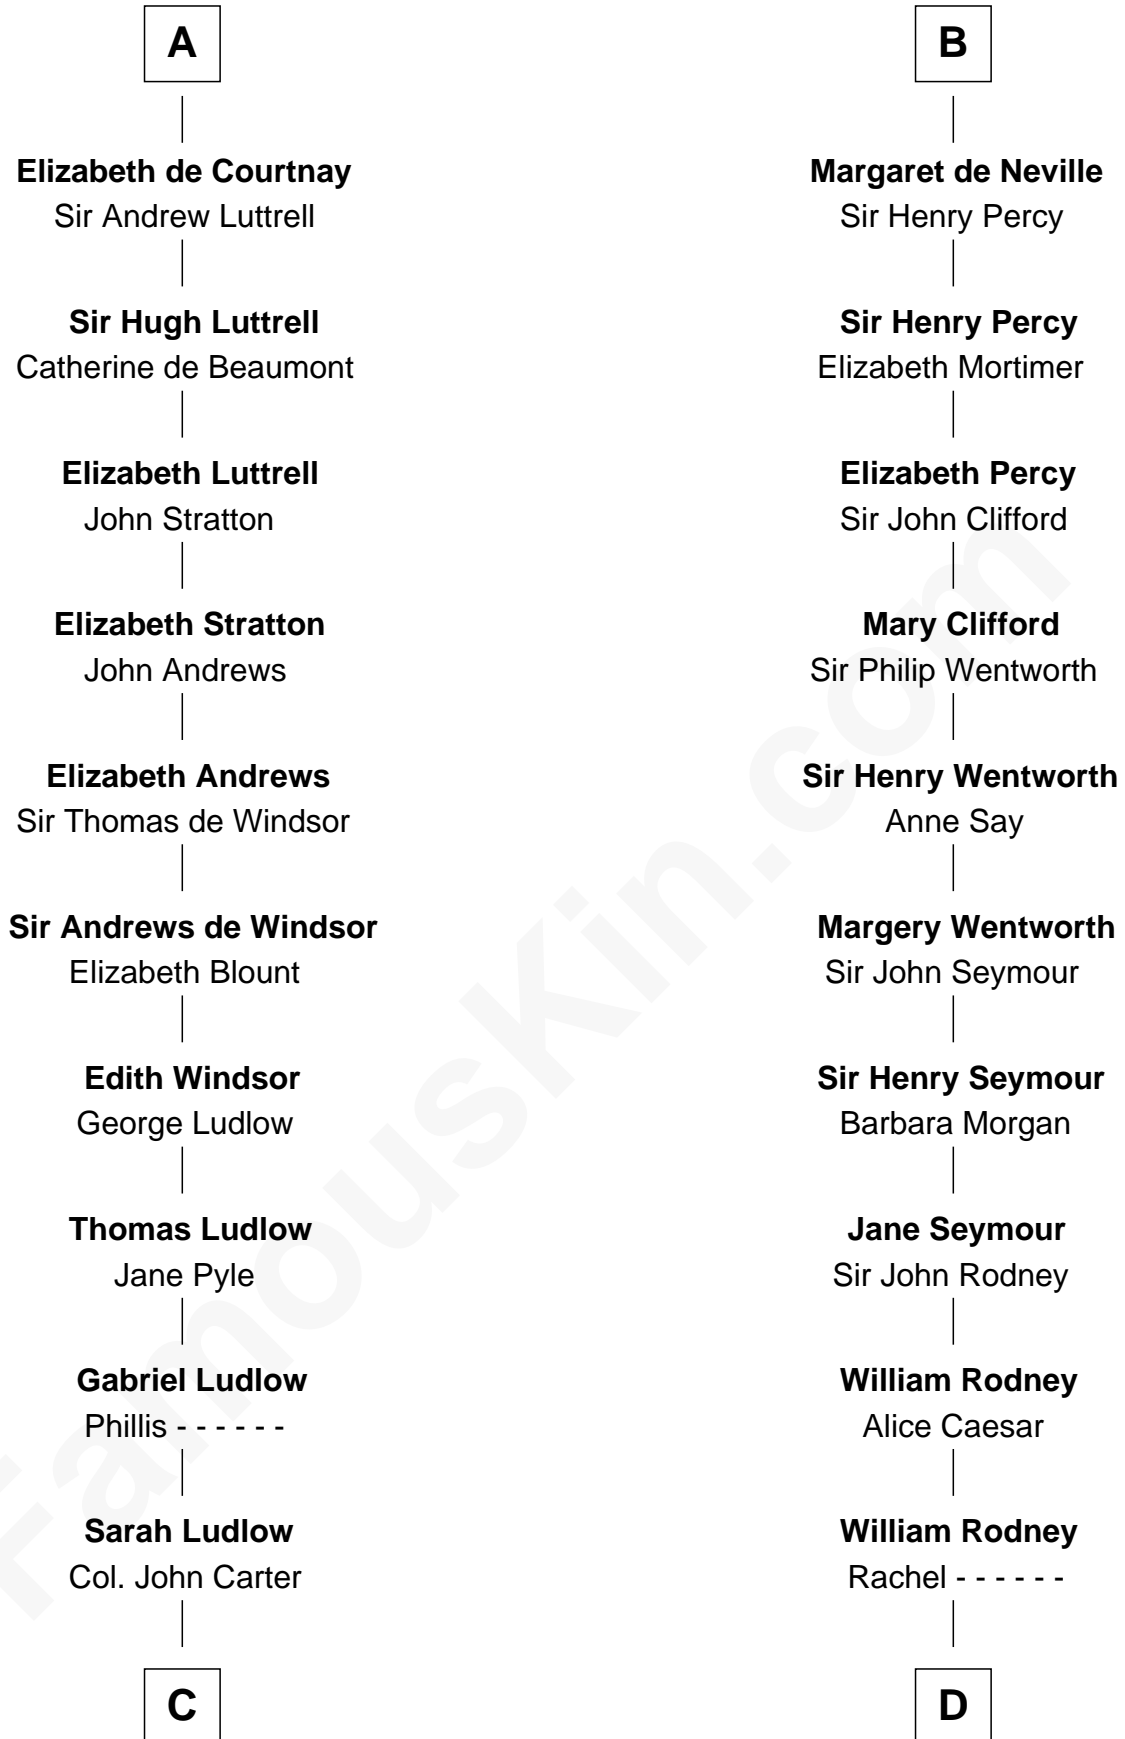 A
Elizabeth de Courtnay
Sir Andrew Luttrell
Sir Hugh Luttrell
Catherine de Beaumont
Elizabeth Luttrell
John Stratton
Elizabeth Stratton
John Andrews
Elizabeth Andrews
Sir Thomas de Windsor
Sir Andrews de Windsor
Elizabeth Blount
Edith Windsor
George Ludlow
Thomas Ludlow
Jane Pyle
Gabriel Ludlow
Phillis - - - - - -
Sarah Ludlow
Col. John Carter
C
B
Margaret de Neville
Sir Henry Percy
Sir Henry Percy
Elizabeth Mortimer
Elizabeth Percy
Sir John Clifford
Mary Clifford
Sir Philip Wentworth
Sir Henry Wentworth
Anne Say
Margery Wentworth
Sir John Seymour
Sir Henry Seymour
Barbara Morgan
Jane Seymour
Sir John Rodney
William Rodney
Alice Caesar
William Rodney
Rachel - - - - - -
D
FamousKin.com